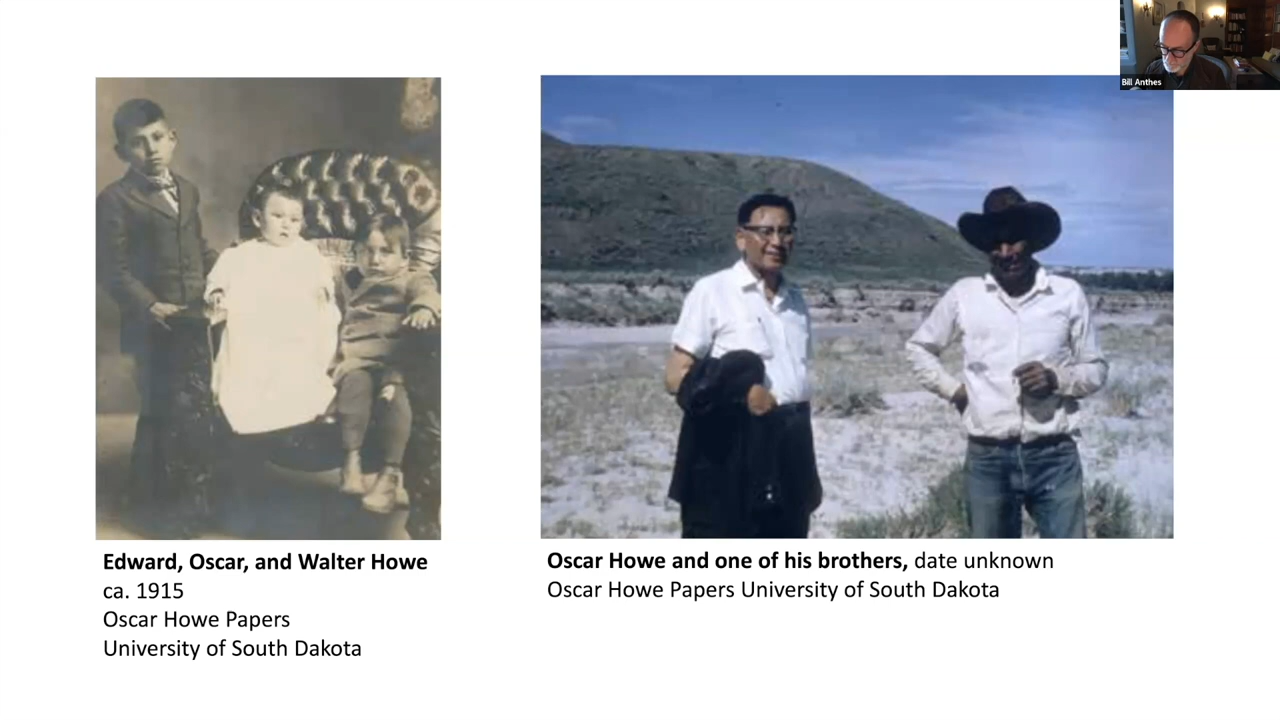 Bill Anthes
Edward, Oscar, and Walter Howe
ca. 1915
Oscar Howe Papers
University of South Dakota
Oscar Howe and one of his brothers, date unknown
Oscar Howe Papers University of South Dakota